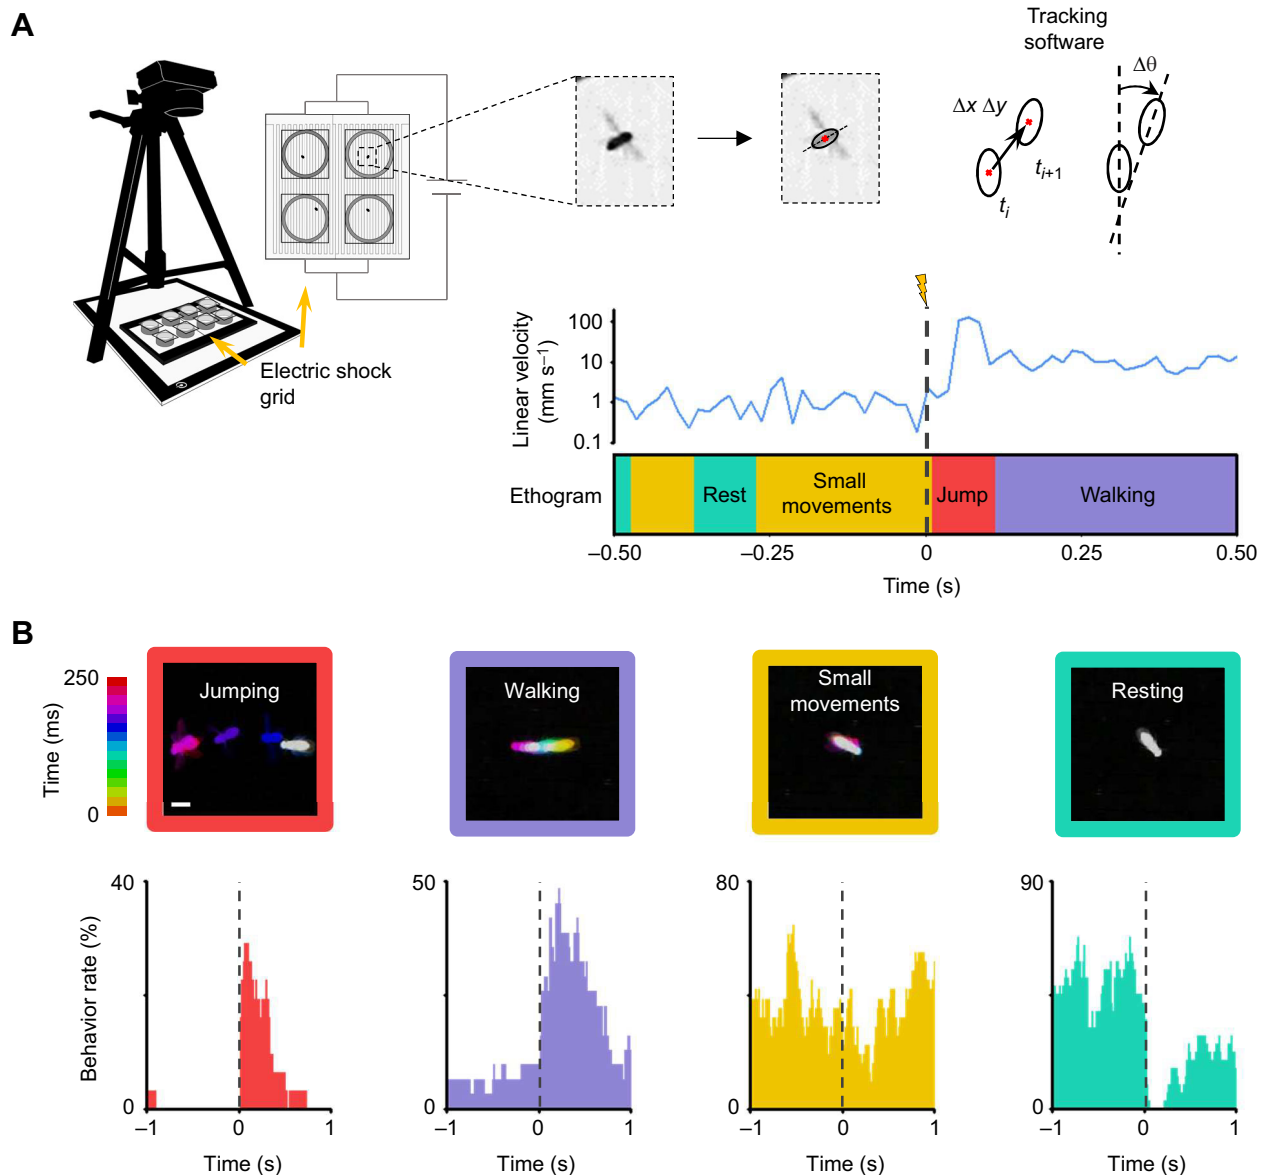 A
Tracking
software
Δx Δy
Δθ
t_i+1
t_i
Electric shock
grid
Linear velocity
(mm s⁻¹)
100
10
1
0.1
Ethogram
Rest
Small
movements
Jump
Walking
–0.50
–0.25
0
0.25
0.50
Time (s)
B
Time (ms)
250
0
Jumping
Walking
Small
movements
Resting
Behavior rate (%)
40
0
–1
0
1
Time (s)
50
0
–1
0
1
Time (s)
80
0
–1
0
1
Time (s)
90
0
–1
0
1
Time (s)